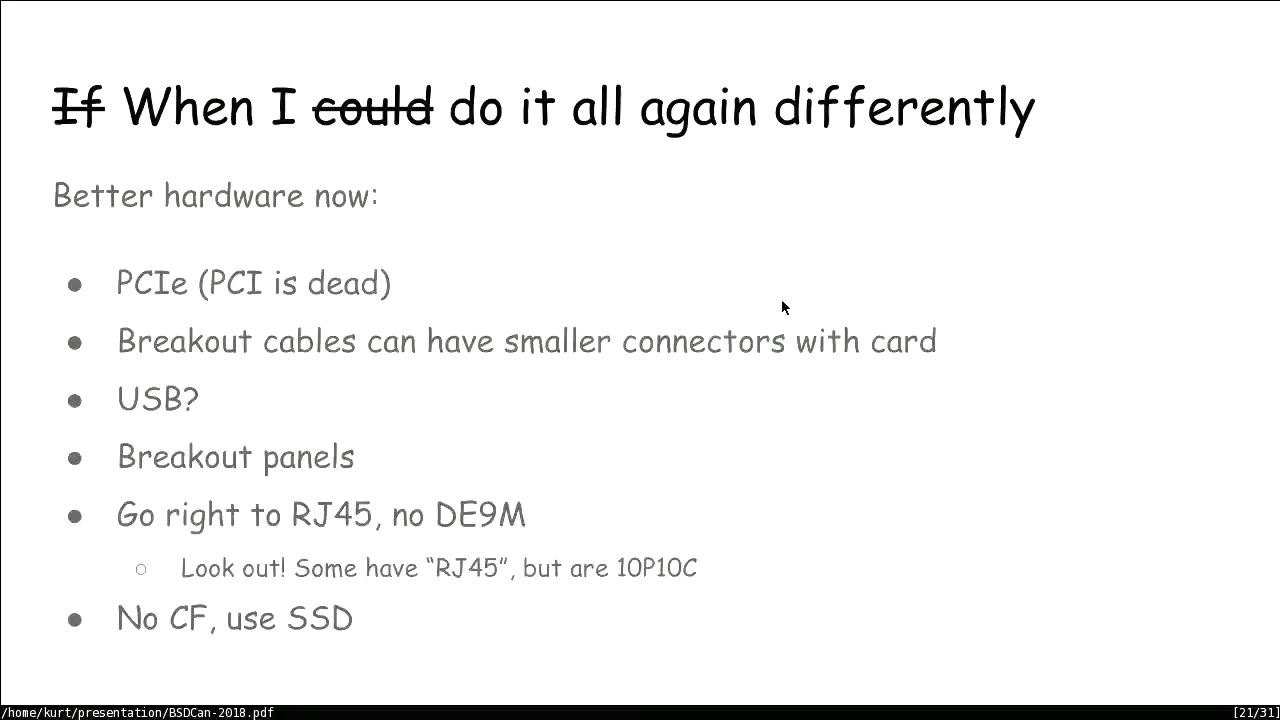 If When I could do it all again differently
Better hardware now:
● PCIe (PCI is dead)
● Breakout cables can have smaller connectors with card
● USB?
● Breakout panels
● Go right to RJ45, no DE9M
○ Look out! Some have “RJ45”, but are 10P10C
● No CF, use SSD
/home/kurt/presentation/BSDCan-2018.pdf [21/31]